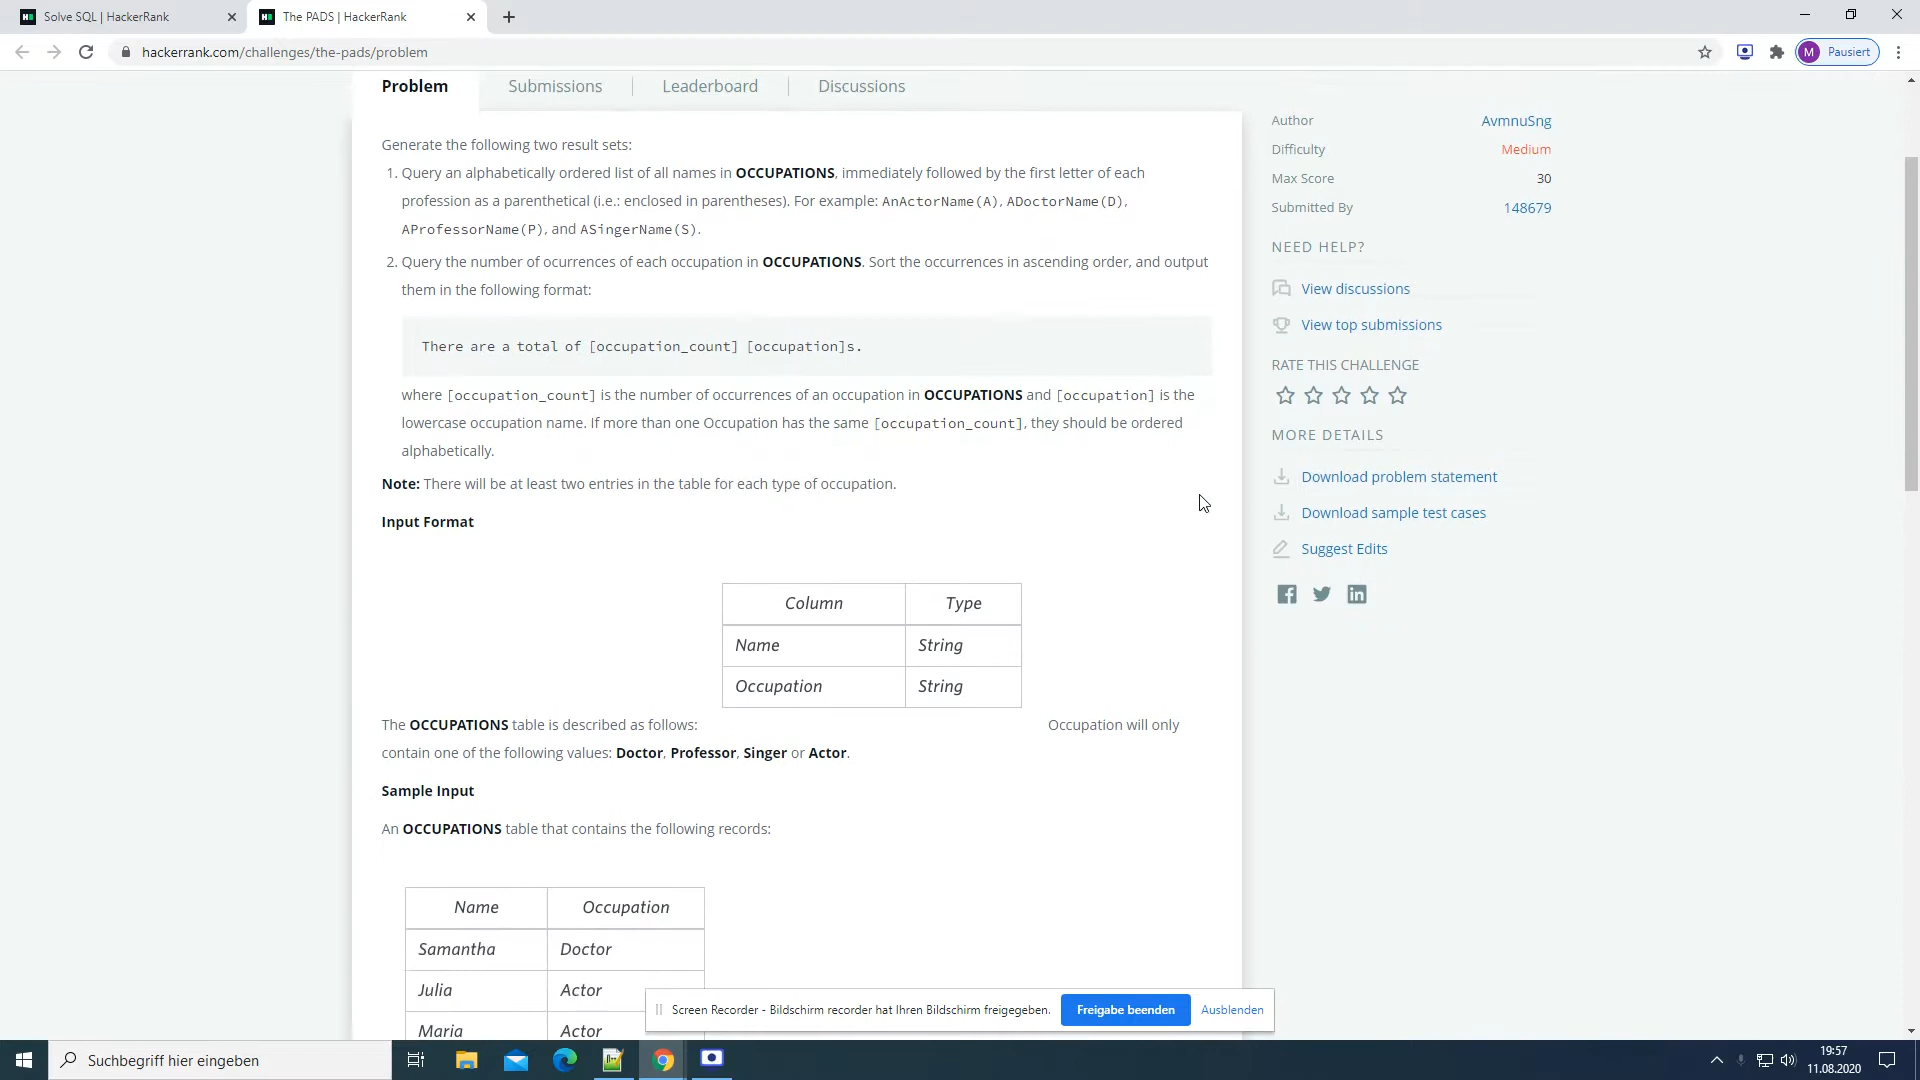 Solve SQL | HackerRank
The PADS | HackerRank
hackerrank.com/challenges/the-pads/problem
M Pausiert
Problem
Submissions
Leaderboard
Discussions
Generate the following two result sets:
1. Query an alphabetically ordered list of all names in OCCUPATIONS, immediately followed by the first letter of each
profession as a parenthetical (i.e.: enclosed in parentheses). For example: AnActorName(A), ADoctorName(D),
AProfessorName(P), and ASingerName(S).
2. Query the number of ocurrences of each occupation in OCCUPATIONS. Sort the occurrences in ascending order, and output
them in the following format:
There are a total of [occupation_count] [occupation]s.
where [occupation_count] is the number of occurrences of an occupation in OCCUPATIONS and [occupation] is the
lowercase occupation name. If more than one Occupation has the same [occupation_count], they should be ordered
alphabetically.
Note: There will be at least two entries in the table for each type of occupation.
Input Format
Column Type
Name String
Occupation String
The OCCUPATIONS table is described as follows: Occupation will only
contain one of the following values: Doctor, Professor, Singer or Actor.
Sample Input
An OCCUPATIONS table that contains the following records:
Name Occupation
Samantha Doctor
Julia Actor
Maria Actor
Author AvmnuSng
Difficulty Medium
Max Score 30
Submitted By 148679
NEED HELP?
View discussions
View top submissions
RATE THIS CHALLENGE
MORE DETAILS
Download problem statement
Download sample test cases
Suggest Edits
Screen Recorder - Bildschirm recorder hat Ihren Bildschirm freigegeben.
Freigabe beenden
Ausblenden
Suchbegriff hier eingeben
19:57
11.08.2020